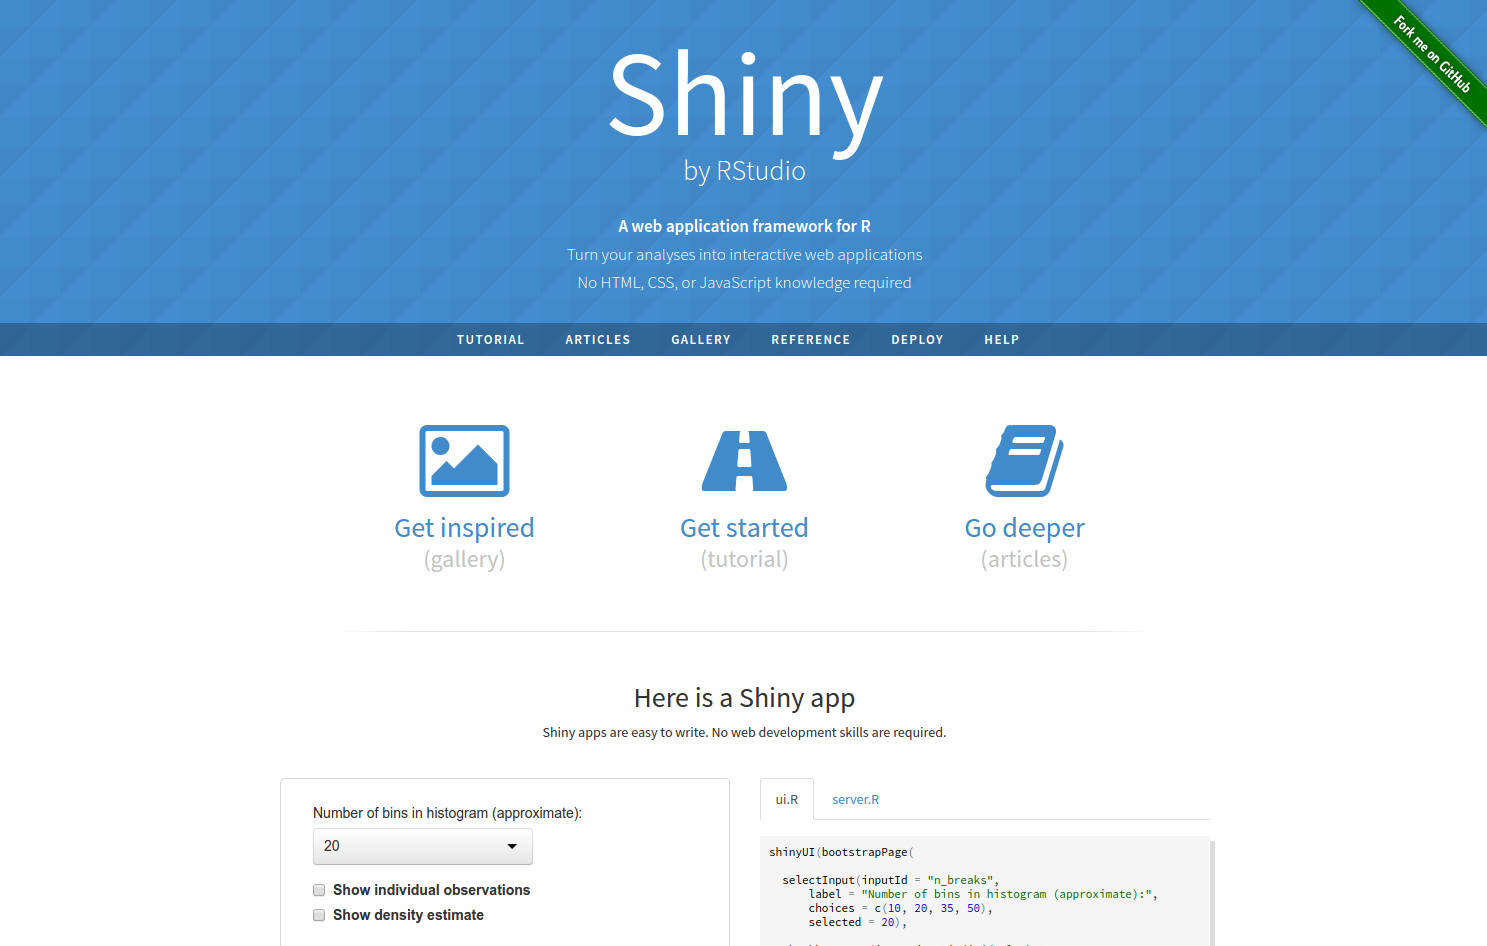 Fork me on GitHub
Shiny
by RStudio
A web application framework for R
Turn your analyses into interactive web applications
No HTML, CSS, or JavaScript knowledge required
TUTORIAL ARTICLES GALLERY REFERENCE DEPLOY HELP
Get inspired
(gallery)
Get started
(tutorial)
Go deeper
(articles)
Here is a Shiny app
Shiny apps are easy to write. No web development skills are required.
Number of bins in histogram (approximate):
20
Show individual observations
Show density estimate
ui.R server.R
shinyUI(bootstrapPage(
selectInput(inputId = "n_breaks",
label = "Number of bins in histogram (approximate):",
choices = c(10, 20, 35, 50),
selected = 20),